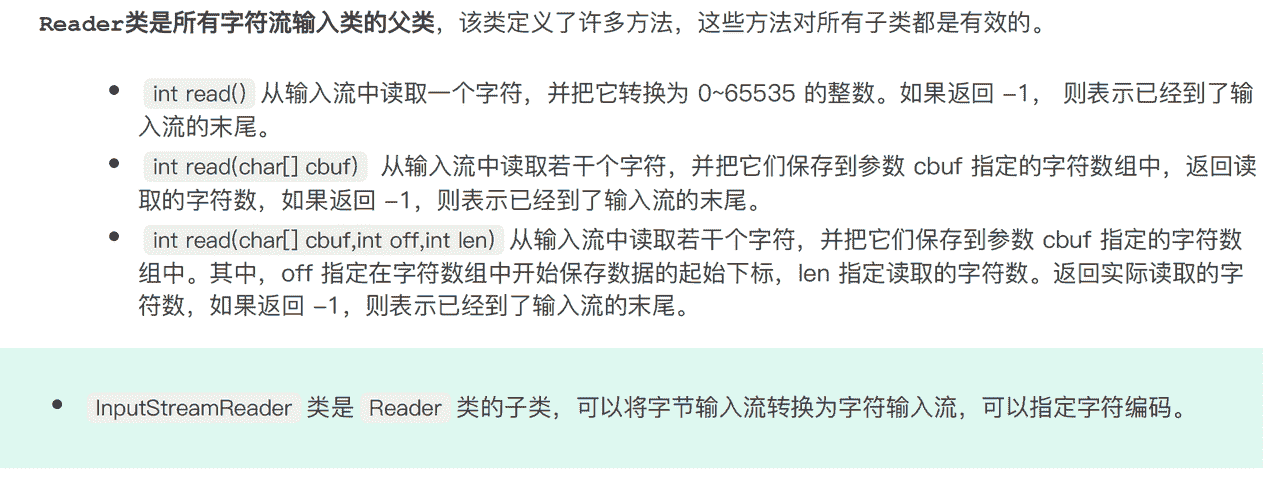 Reader类是所有字符流输入类的父类，该类定义了许多方法，这些方法对所有子类都是有效的。
int read() 从输入流中读取一个字符，并把它转换为 0~65535 的整数。如果返回 -1， 则表示已经到了输
入流的末尾。
int read(char[] cbuf) 从输入流中读取若干个字符，并把它们保存到参数 cbuf 指定的字符数组中，返回读
取的字符数，如果返回 -1，则表示已经到了输入流的末尾。
int read(char[] cbuf,int off,int len) 从输入流中读取若干个字符，并把它们保存到参数 cbuf 指定的字符数
组中。其中，off 指定在字符数组中开始保存数据的起始下标，len 指定读取的字符数。返回实际读取的字
符数，如果返回 -1，则表示已经到了输入流的末尾。
InputStreamReader 类是 Reader 类的子类，可以将字节输入流转换为字符输入流，可以指定字符编码。